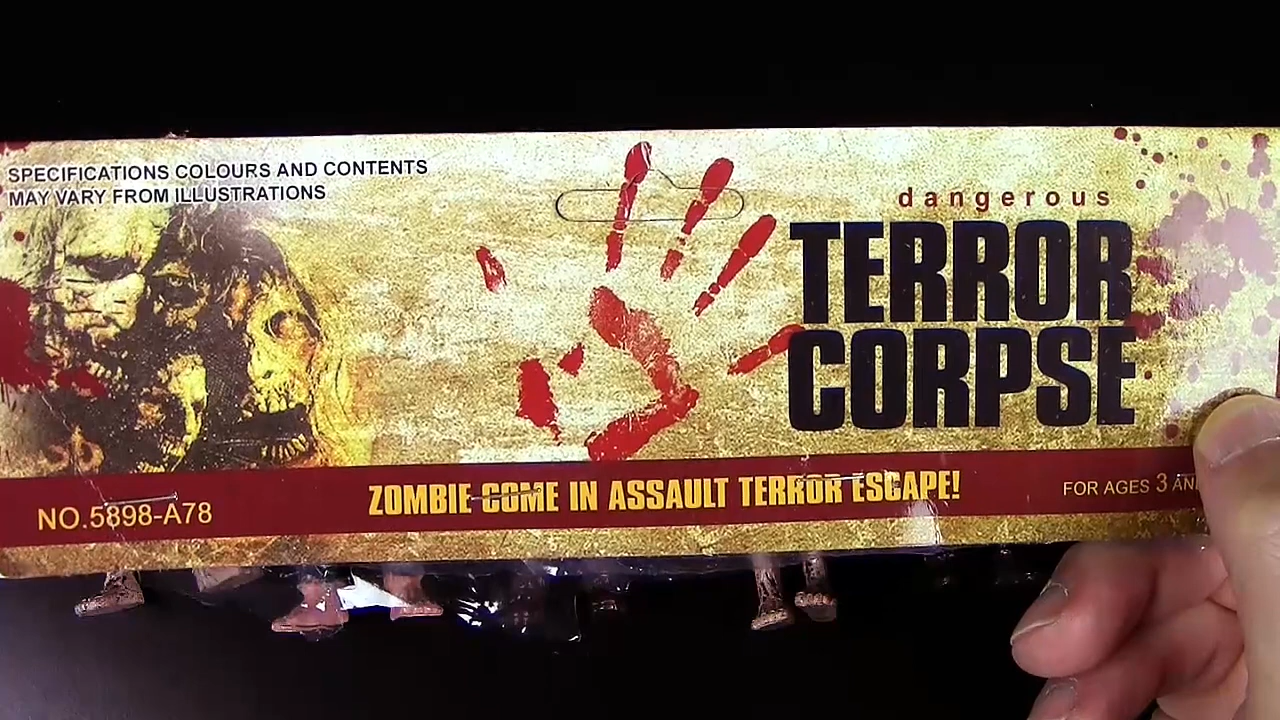 SPECIFICATIONS COLOURS AND CONTENTS
MAY VARY FROM ILLUSTRATIONS
dangerous
TERROR
CORPSE
NO.5898-A78
ZOMBIE COME IN ASSAULT TERROR ESCAPE!
FOR AGES 3